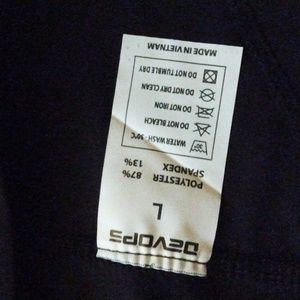 DEVOPS
L
87%
POLYESTER
13%
SPANDEX
WATER WASH - 30°C
DO NOT BLEACH
DO NOT IRON
DO NOT DRY CLEAN
DO NOT TUMBLE DRY
MADE IN VIETNAM